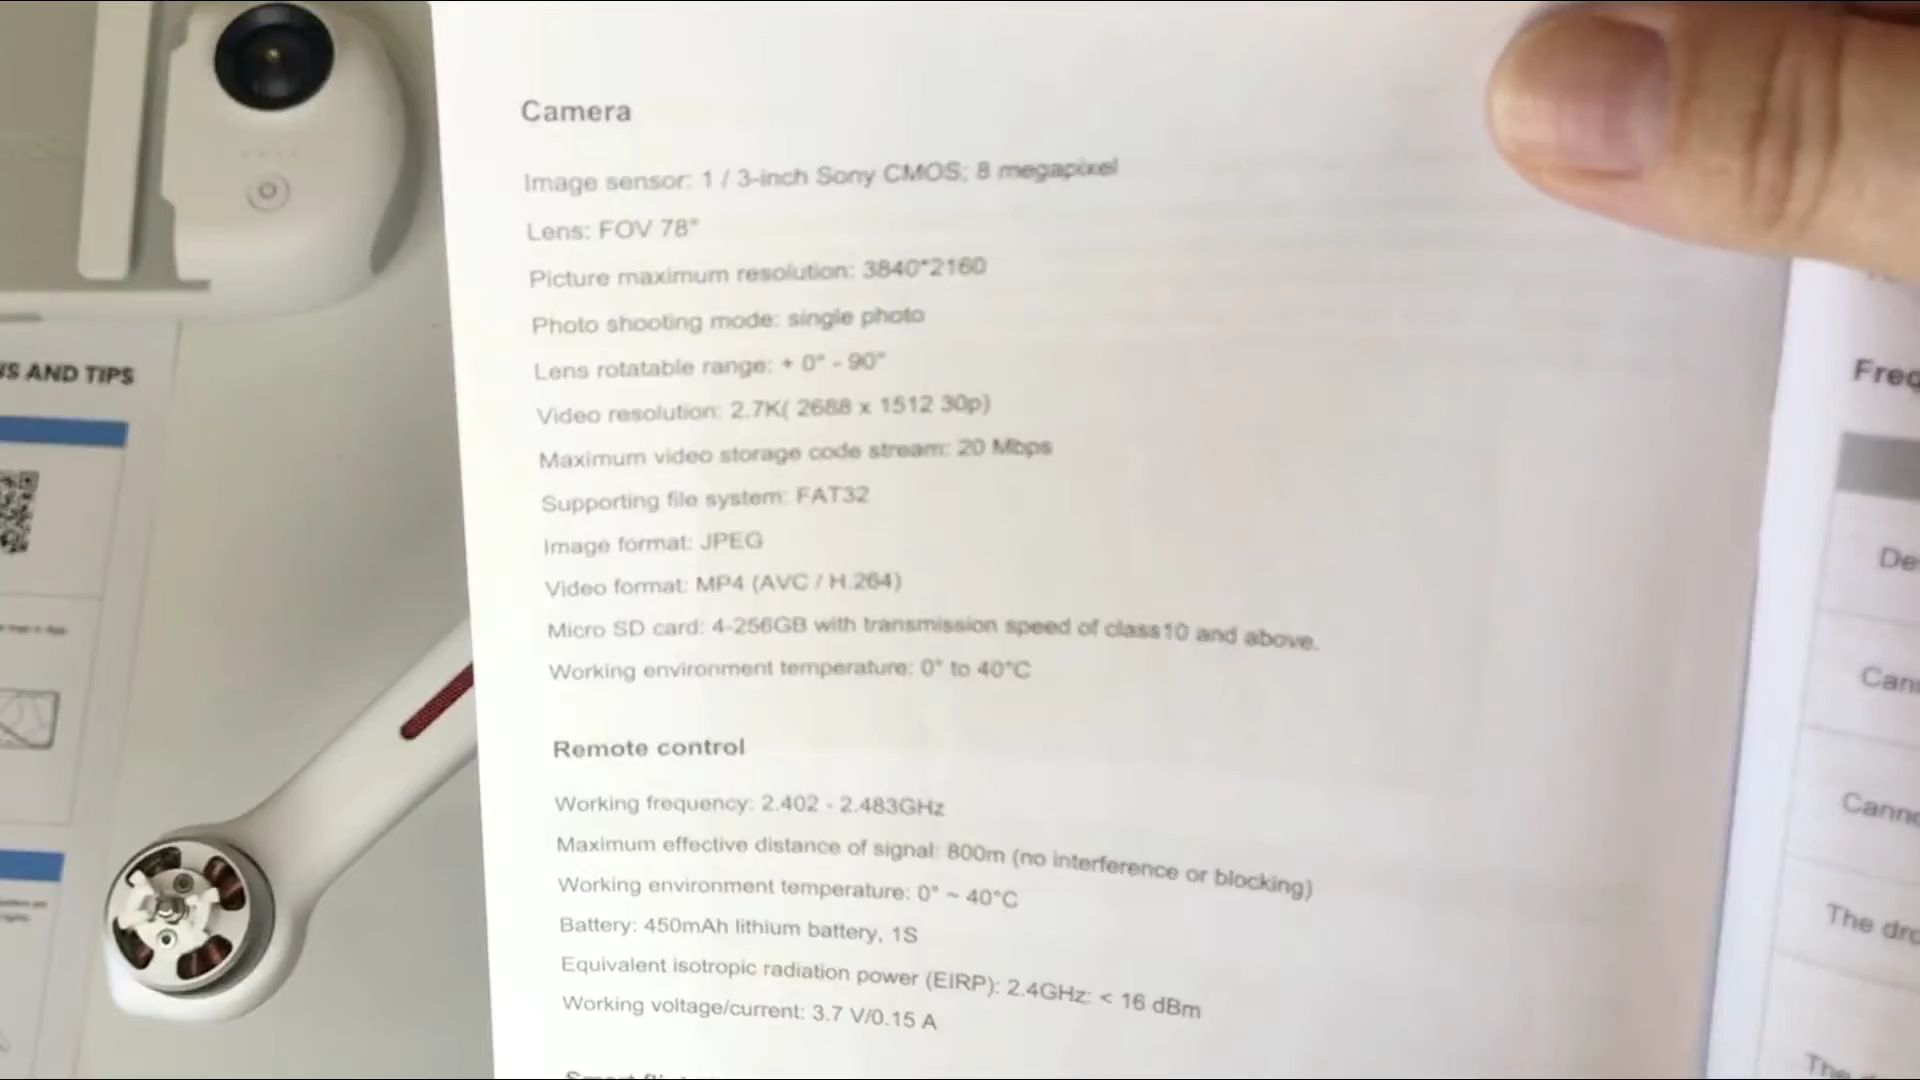 Camera
Image sensor: 1 / 3-inch Sony CMOS; 8 megapixel
Lens: FOV 78°
Picture maximum resolution: 3840*2160
Photo shooting mode: single photo
Lens rotatable range: + 0° - 90°
Video resolution: 2.7K( 2688 x 1512 30p)
Maximum video storage code stream: 20 Mbps
Supporting file system: FAT32
Image format: JPEG
Video format: MP4 (AVC / H.264)
Micro SD card: 4-256GB with transmission speed of class10 and above.
Working environment temperature: 0° to 40°C
Remote control
Working frequency: 2.402 - 2.483GHz
Maximum effective distance of signal: 800m (no interference or blocking)
Working environment temperature: 0° ~ 40°C
Battery: 450mAh lithium battery, 1S
Equivalent isotropic radiation power (EIRP): 2.4GHz: < 16 dBm
Working voltage/current: 3.7 V/0.15 A
AND TIPS
Freq
De
Cann
Canno
The dro
The